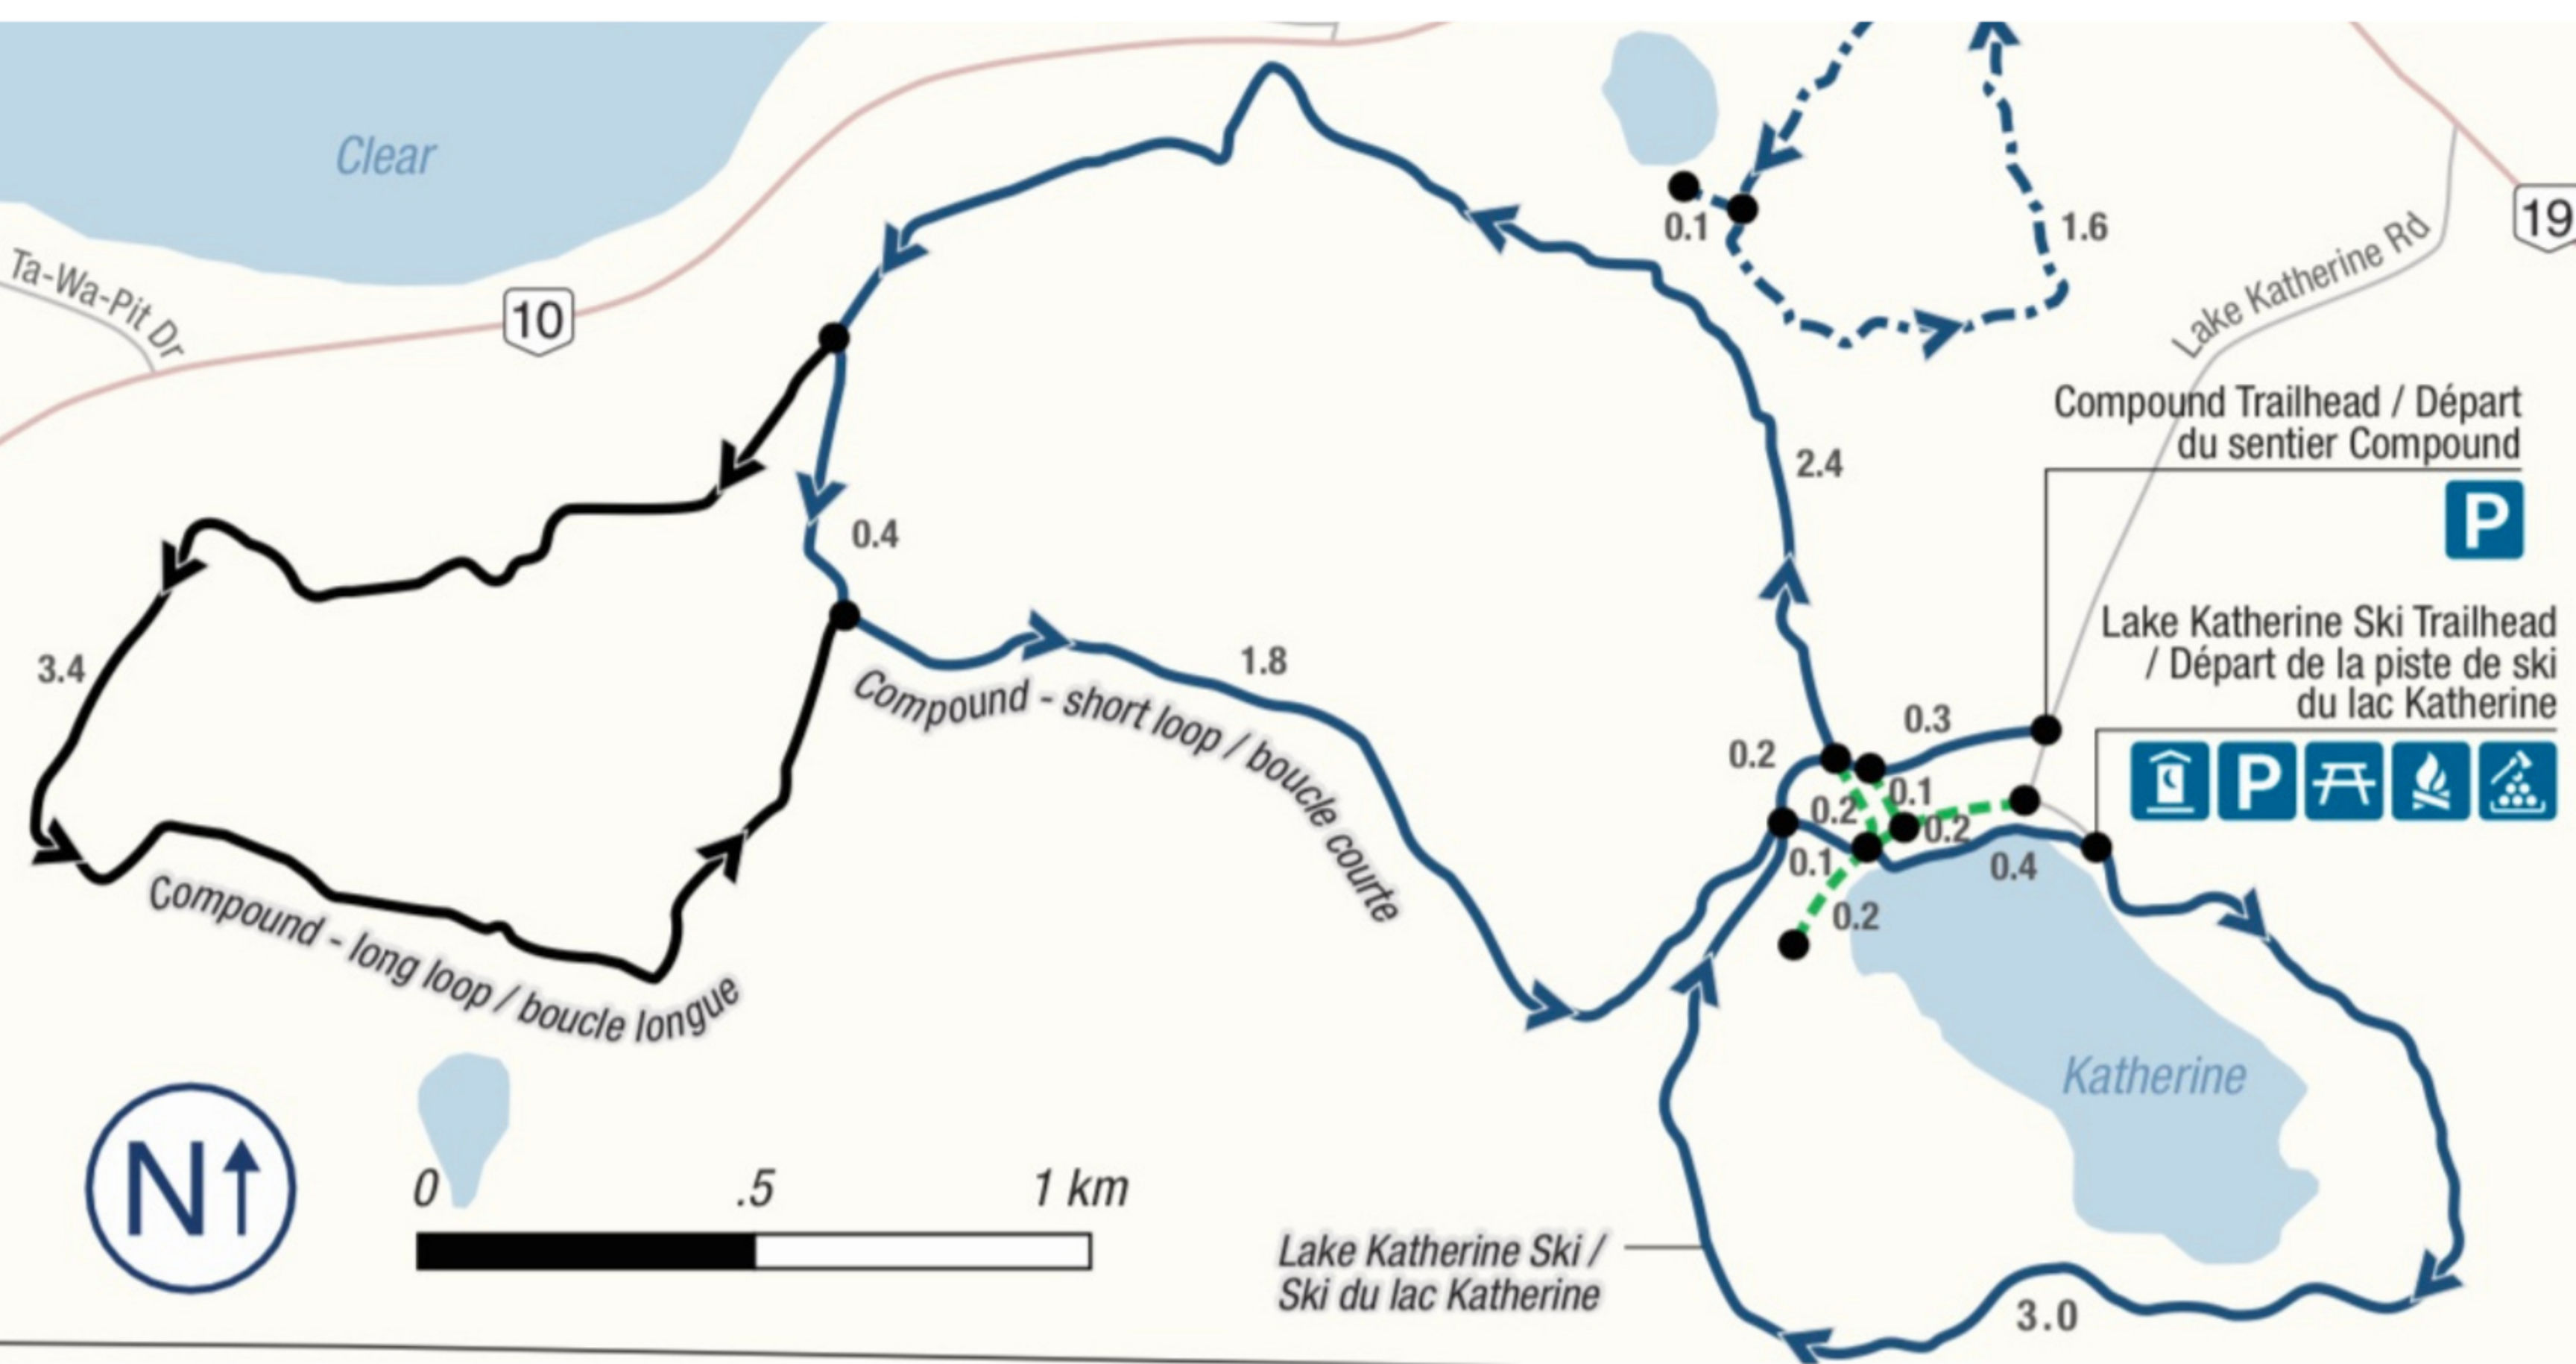 Clear
Ta-Wa-Pit Dr
10
0.1
1.6
Lake Katherine Rd
19
Compound Trailhead / Départ
du sentier Compound
P
2.4
0.4
3.4
1.8
Compound - short loop / boucle courte
Lake Katherine Ski Trailhead
/ Départ de la piste de ski
du lac Katherine
P
0.3
0.2
0.1
0.2
0.2
0.1
0.4
0.2
Compound - long loop / boucle longue
Katherine
N
0 .5 1 km
Lake Katherine Ski /
Ski du lac Katherine
3.0